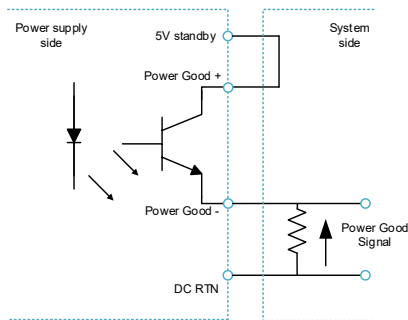 Power supply
side
5V standby
System
side
Power Good +
Power Good -
Power Good
Signal
DC RTN